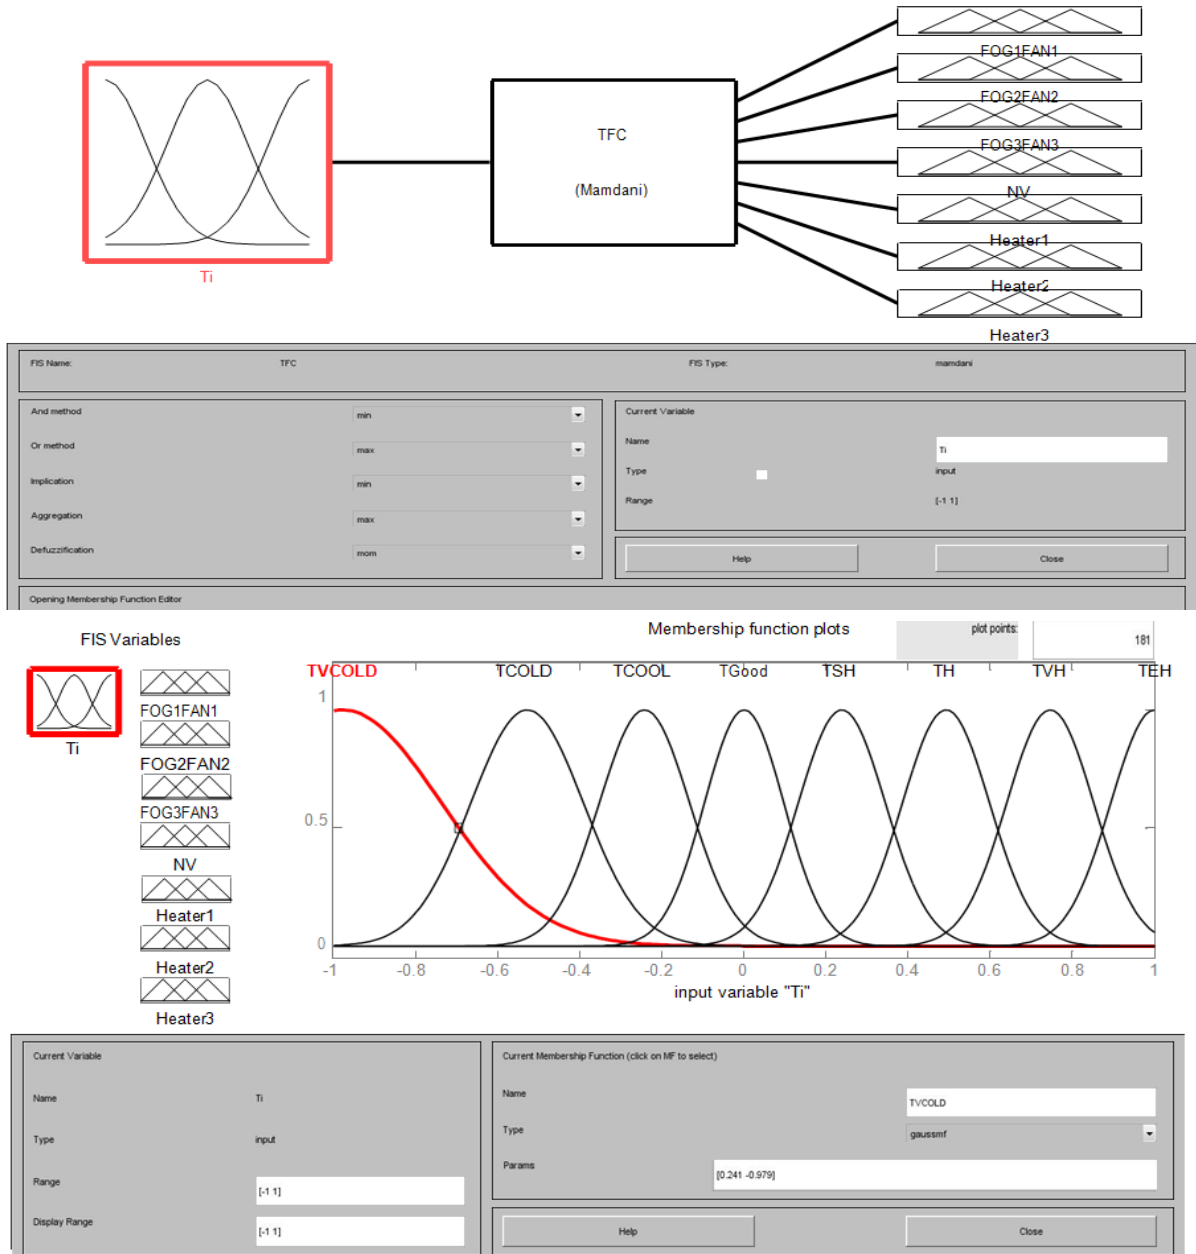 FOG1FAN1
FOG2FAN2
TFC
FOG3FAN3
(Mamdani)
NV
Heater1
Ti
Heater2
Heater3
FIS Name: TFC FIS Type: mamdani
And method min
Or method max
Implication min
Aggregation max
Defuzzification mom
Current Variable
Name Ti
Type input
Range [-1 1]
Help Close
Opening Membership Function Editor
FIS Variables
Membership function plots plot points: 181
Ti
FOG1FAN1
FOG2FAN2
FOG3FAN3
NV
Heater1
Heater2
Heater3
TVCOLD TCOLD TCOOL TGood TSH TH TVH TEH
1
0.5
0
-1 -0.8 -0.6 -0.4 -0.2 0 0.2 0.4 0.6 0.8 1
input variable "Ti"
Current Variable
Name Ti
Type input
Range [-1 1]
Display Range [-1 1]
Current Membership Function (click on MF to select)
Name TVCOLD
Type gaussmf
Params [0.241 -0.979]
Help Close